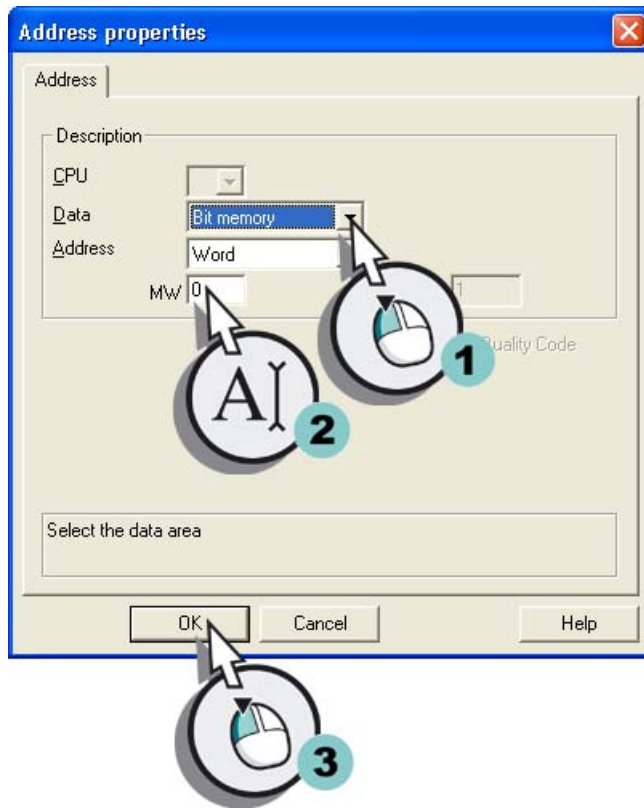 Address properties
Address
Description
CPU
Data Bit memory
Address Word
MW 0 1
Quality Code
1
A
2
Select the data area
OK Cancel Help
3